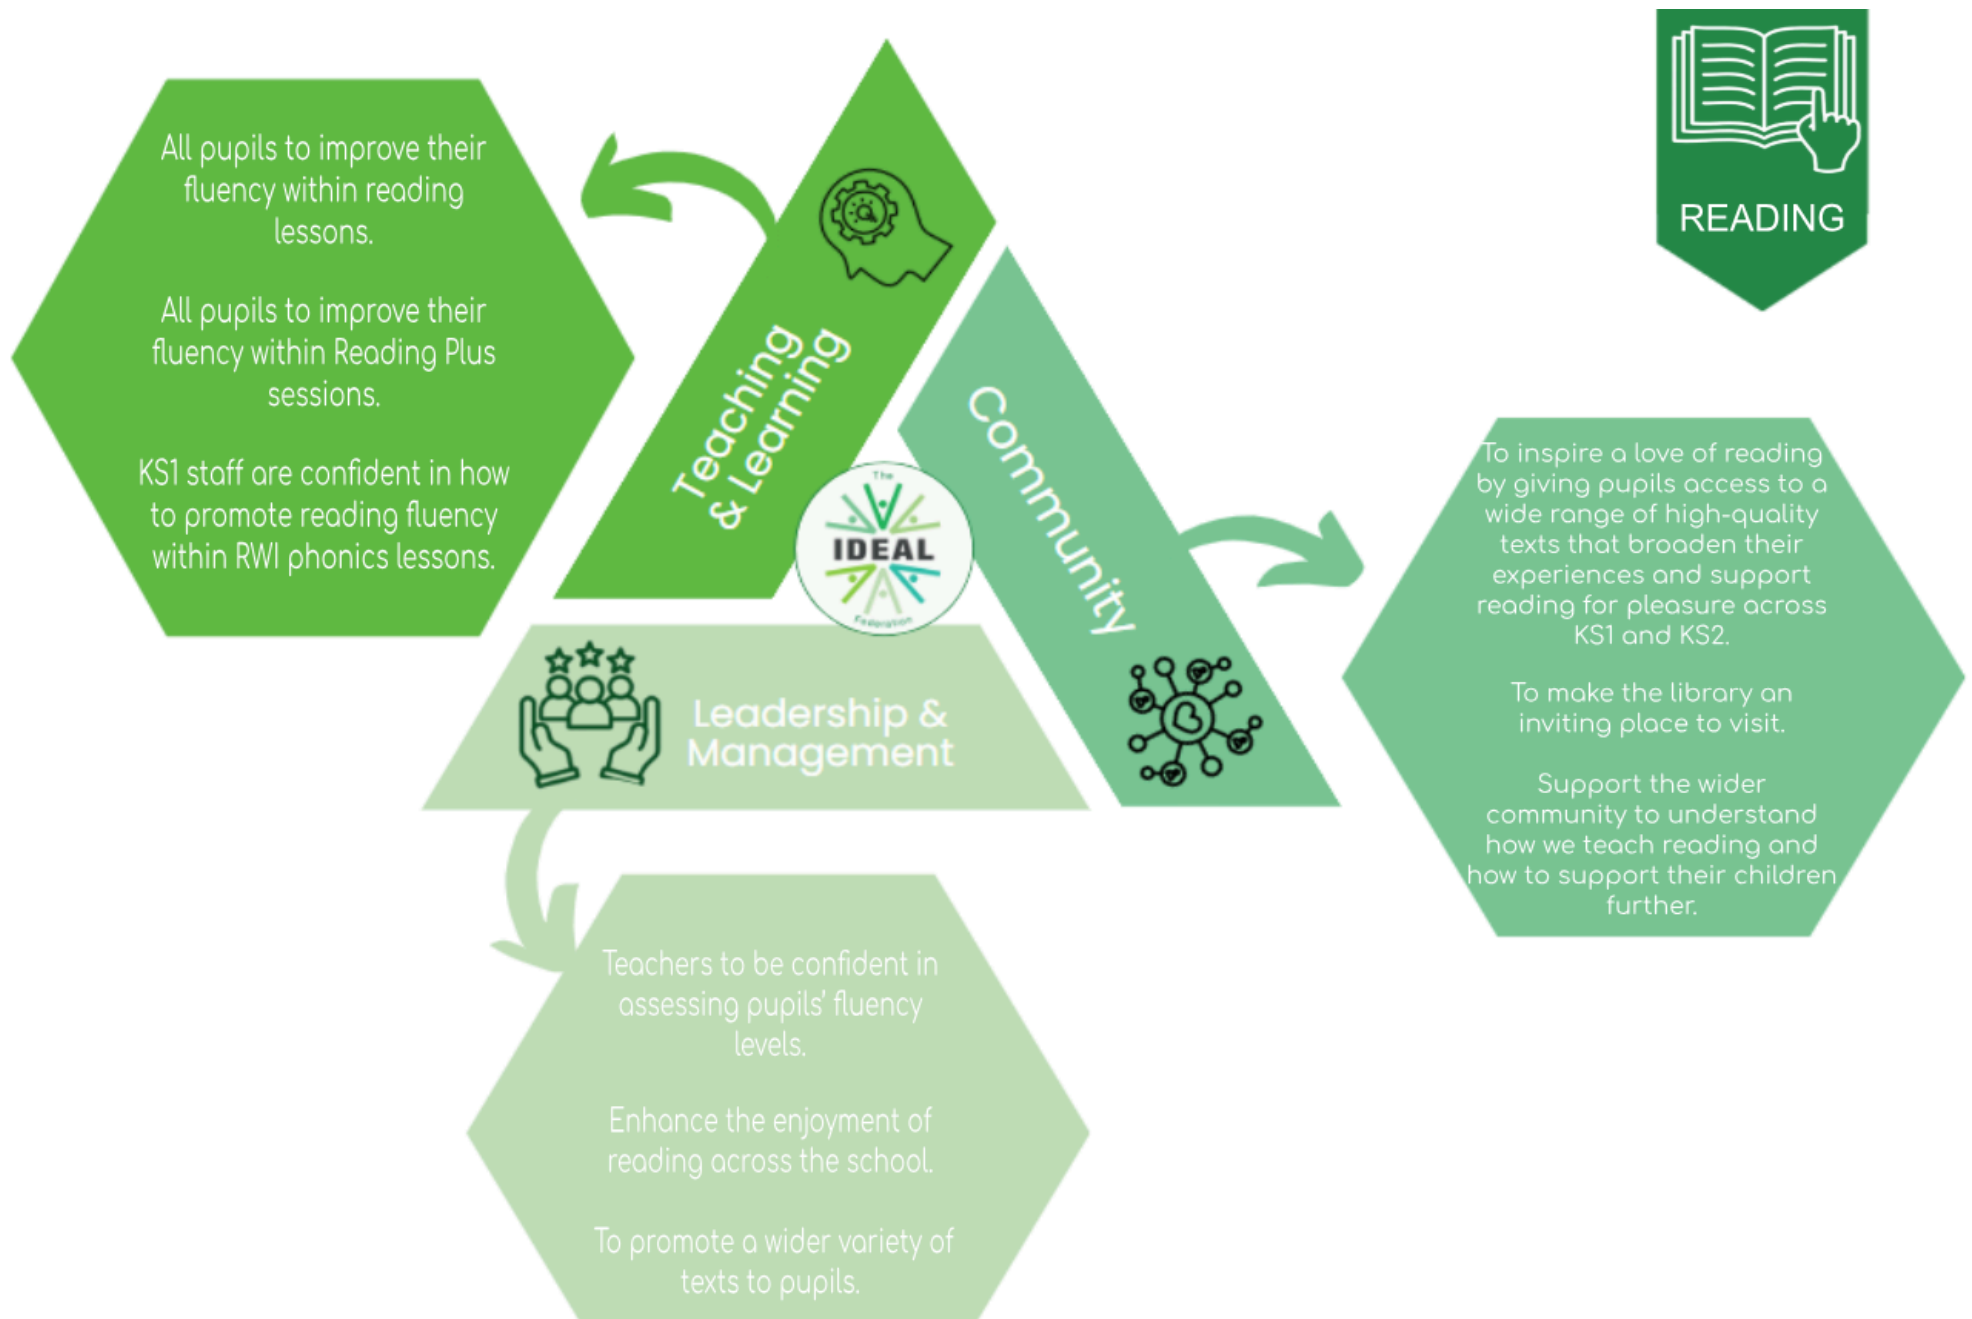 READING
All pupils to improve their
fluency within reading
lessons.
All pupils to improve their
fluency within Reading Plus
sessions.
KS1 staff are confident in how
to promote reading fluency
within RWI phonics lessons.
Teaching
& Learning
Community
The
IDEAL
Federation
Leadership &
Management
To inspire a love of reading
by giving pupils access to a
wide range of high-quality
texts that broaden their
experiences and support
reading for pleasure across
KS1 and KS2.
To make the library an
inviting place to visit.
Support the wider
community to understand
how we teach reading and
how to support their children
further.
Teachers to be confident in
assessing pupils' fluency
levels.
Enhance the enjoyment of
reading across the school.
To promote a wider variety of
texts to pupils.